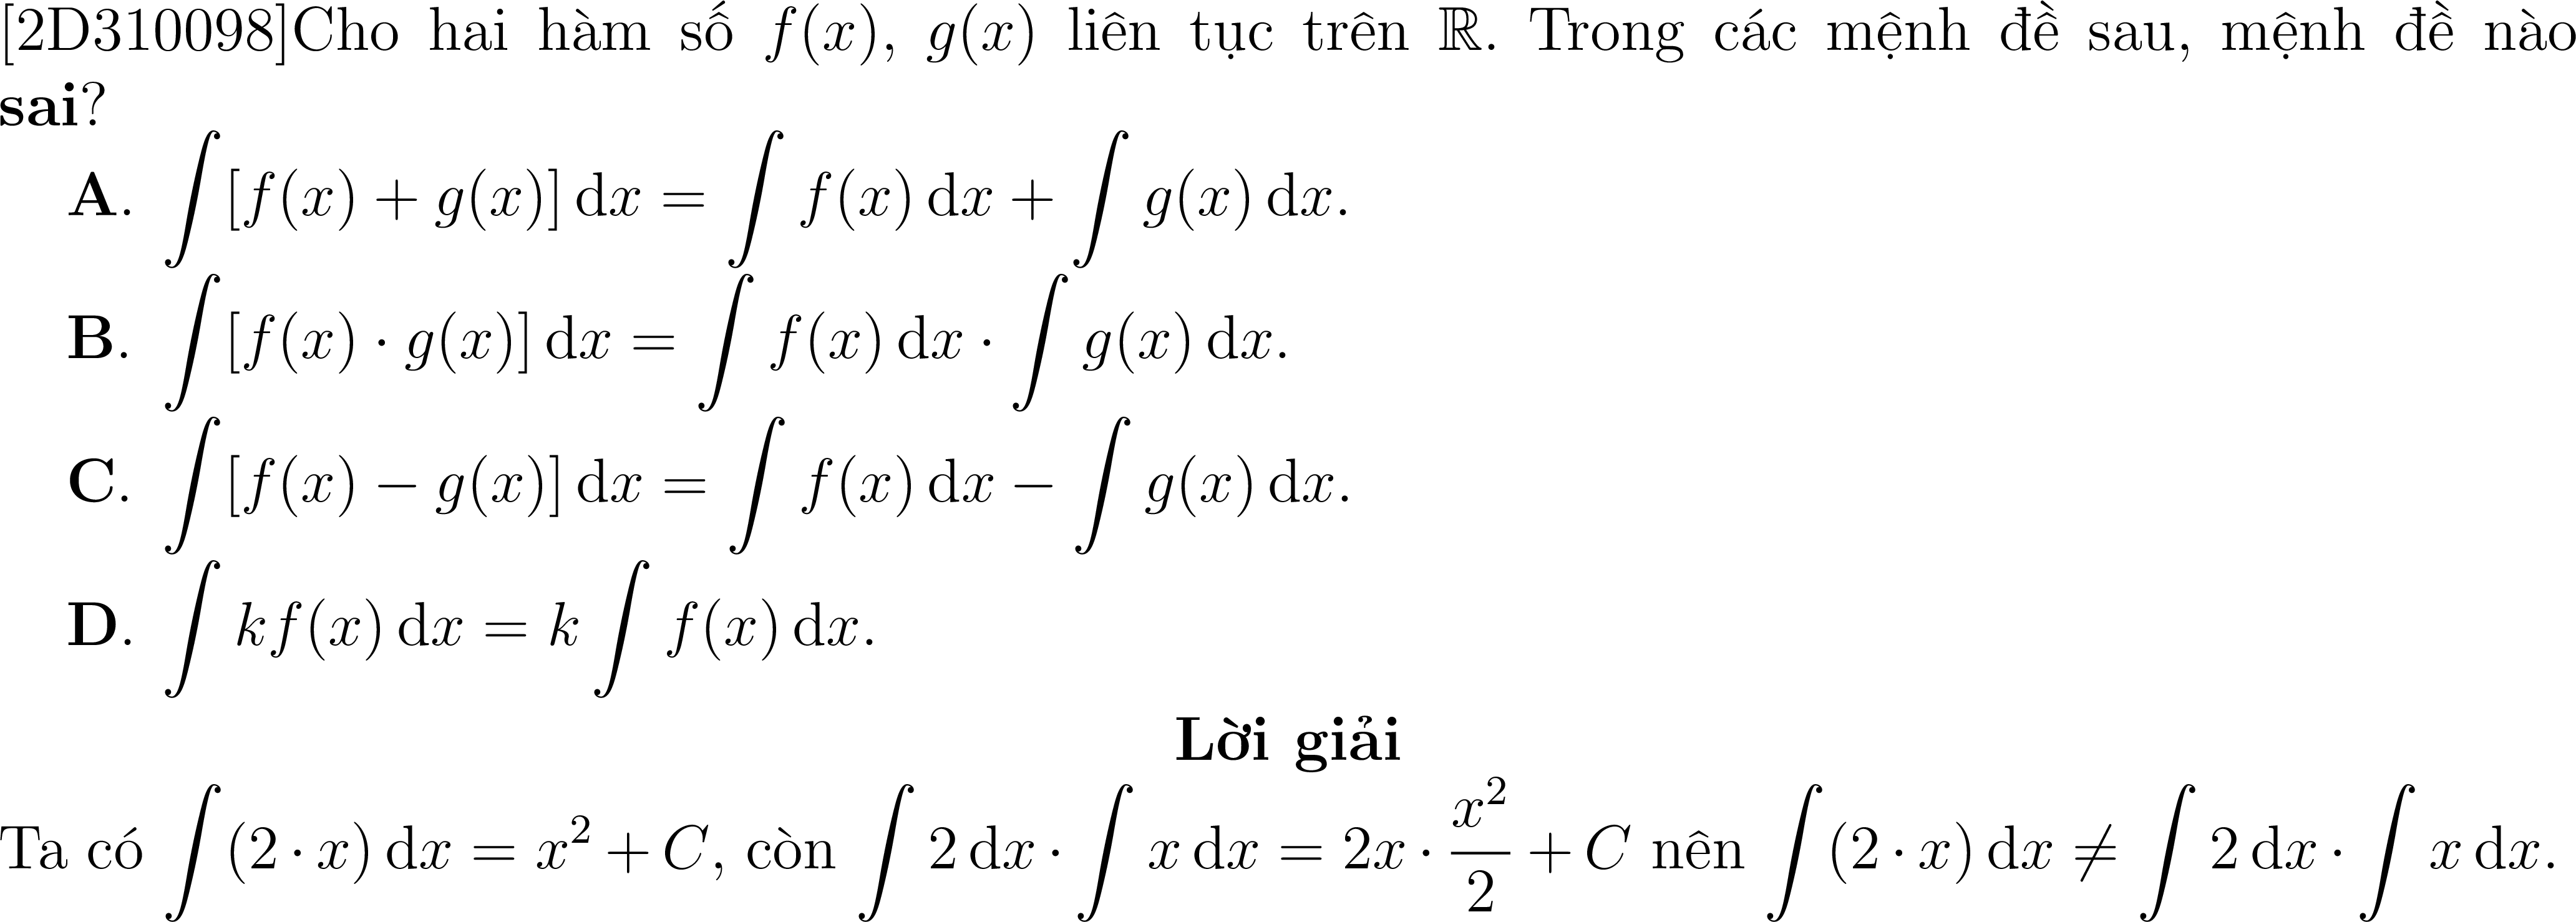 [2D310098]Cho hai hàm số f(x), g(x) liên tục trên ℝ. Trong các mệnh đề sau, mệnh đề nào
sai?
A. ∫[f(x) + g(x)] dx = ∫ f(x) dx + ∫ g(x) dx.
B. ∫[f(x) · g(x)] dx = ∫ f(x) dx · ∫ g(x) dx.
C. ∫[f(x) − g(x)] dx = ∫ f(x) dx − ∫ g(x) dx.
D. ∫ kf(x) dx = k ∫ f(x) dx.
Lời giải
Ta có ∫(2 · x) dx = x² + C, còn ∫ 2 dx · ∫ x dx = 2x · x²/2 + C nên ∫(2 · x) dx ≠ ∫ 2 dx · ∫ x dx.